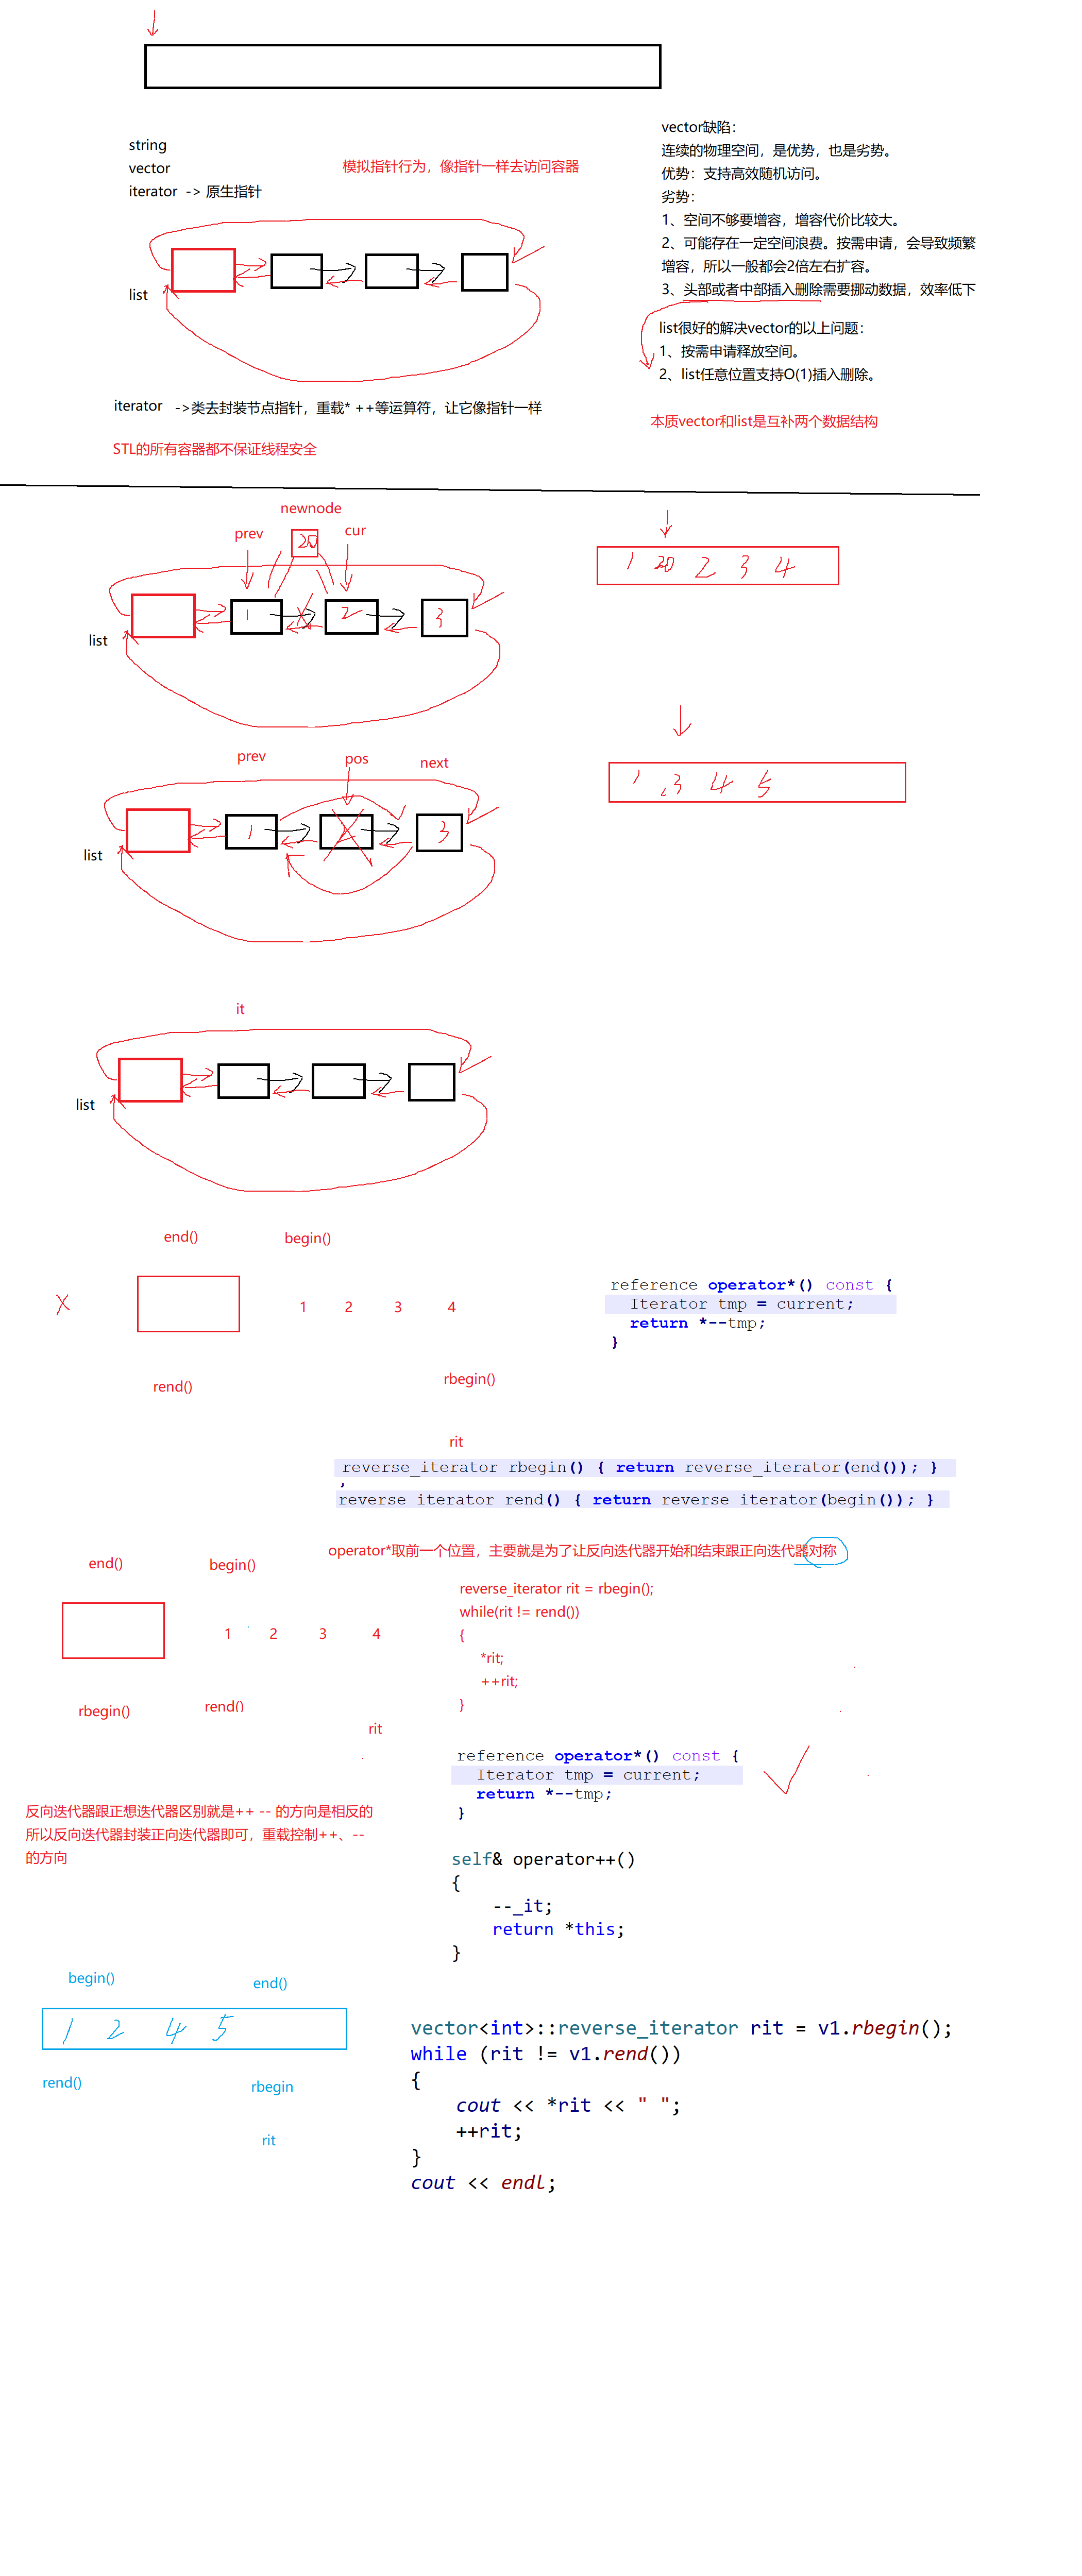 string
vector
iterator -> 原生指针
模拟指针行为，像指针一样去访问容器
list
iterator ->类去封装节点指针，重载* ++等运算符，让它像指针一样
STL的所有容器都不保证线程安全
vector缺陷：
连续的物理空间，是优势，也是劣势。
优势：支持高效随机访问。
劣势：
1、空间不够要增容，增容代价比较大。
2、可能存在一定空间浪费。按需申请，会导致频繁
增容，所以一般都会2倍左右扩容。
3、头部或者中部插入删除需要挪动数据，效率低下
list很好的解决vector的以上问题：
1、按需申请释放空间。
2、list任意位置支持O(1)插入删除。
本质vector和list是互补两个数据结构
newnode
prev
20
cur
1 2 3
list
1 20 2 3 4
prev pos next
1 2 3
list
1 3 4 5
it
list
end() begin()
X
1 2 3 4
rend() rbegin()
reference operator*() const {
Iterator tmp = current;
return *--tmp;
}
rit
reverse_iterator rbegin() { return reverse_iterator(end()); }
reverse iterator rend() { return reverse iterator(begin()); }
operator*取前一个位置，主要就是为了让反向迭代器开始和结束跟正向迭代器对称
end() begin()
1 2 3 4
rbegin() rend()
rit
reverse_iterator rit = rbegin();
while(rit != rend())
{
*rit;
++rit;
}
reference operator*() const {
Iterator tmp = current;
return *--tmp;
}
反向迭代器跟正想迭代器区别就是++ -- 的方向是相反的
所以反向迭代器封装正向迭代器即可，重载控制++、--
的方向
self& operator++()
{
--_it;
return *this;
}
begin() end()
1 2 4 5
rend() rbegin
rit
vector<int>::reverse_iterator rit = v1.rbegin();
while (rit != v1.rend())
{
cout << *rit << " ";
++rit;
}
cout << endl;